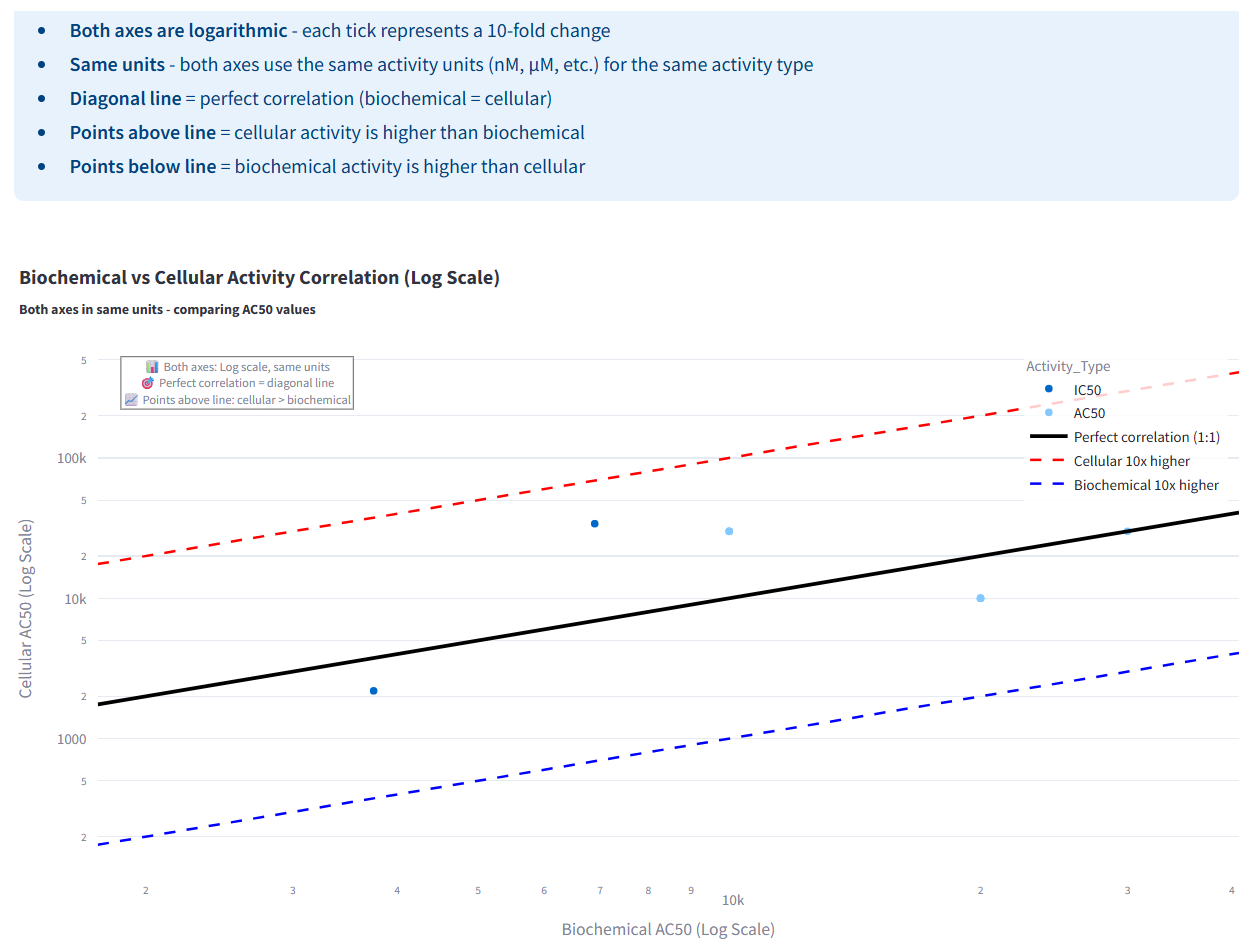 • Both axes are logarithmic - each tick represents a 10-fold change
• Same units - both axes use the same activity units (nM, μM, etc.) for the same activity type
• Diagonal line = perfect correlation (biochemical = cellular)
• Points above line = cellular activity is higher than biochemical
• Points below line = biochemical activity is higher than cellular
Biochemical vs Cellular Activity Correlation (Log Scale)
Both axes in same units - comparing AC50 values
📊 Both axes: Log scale, same units
🎯 Perfect correlation = diagonal line
📈 Points above line: cellular > biochemical
Activity_Type
IC50
AC50
Perfect correlation (1:1)
Cellular 10x higher
Biochemical 10x higher
Cellular AC50 (Log Scale)
5
2
100k
5
2
10k
5
2
1000
5
2
2 3 4 5 6 7 8 9 10k 2 3 4
Biochemical AC50 (Log Scale)